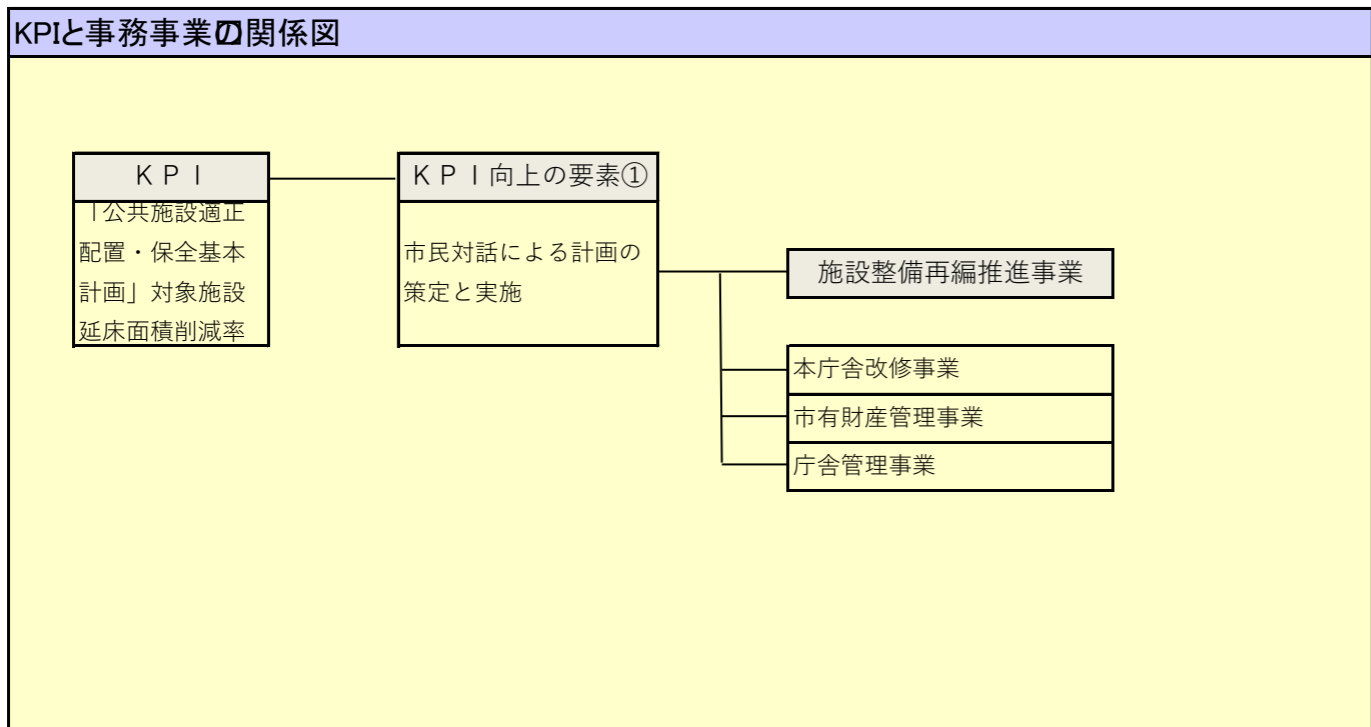 KPIと事務事業の関係図
ＫＰＩ
「公共施設適正
配置・保全基本
計画」対象施設
延床面積削減率
ＫＰＩ向上の要素①
市民対話による計画の
策定と実施
施設整備再編推進事業
本庁舎改修事業
市有財産管理事業
庁舎管理事業